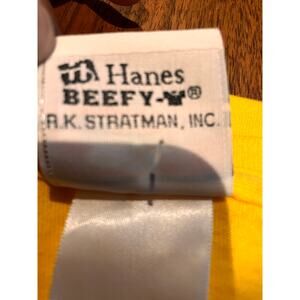 Hanes
BEEFY-T®
R.K. STRATMAN, INC.